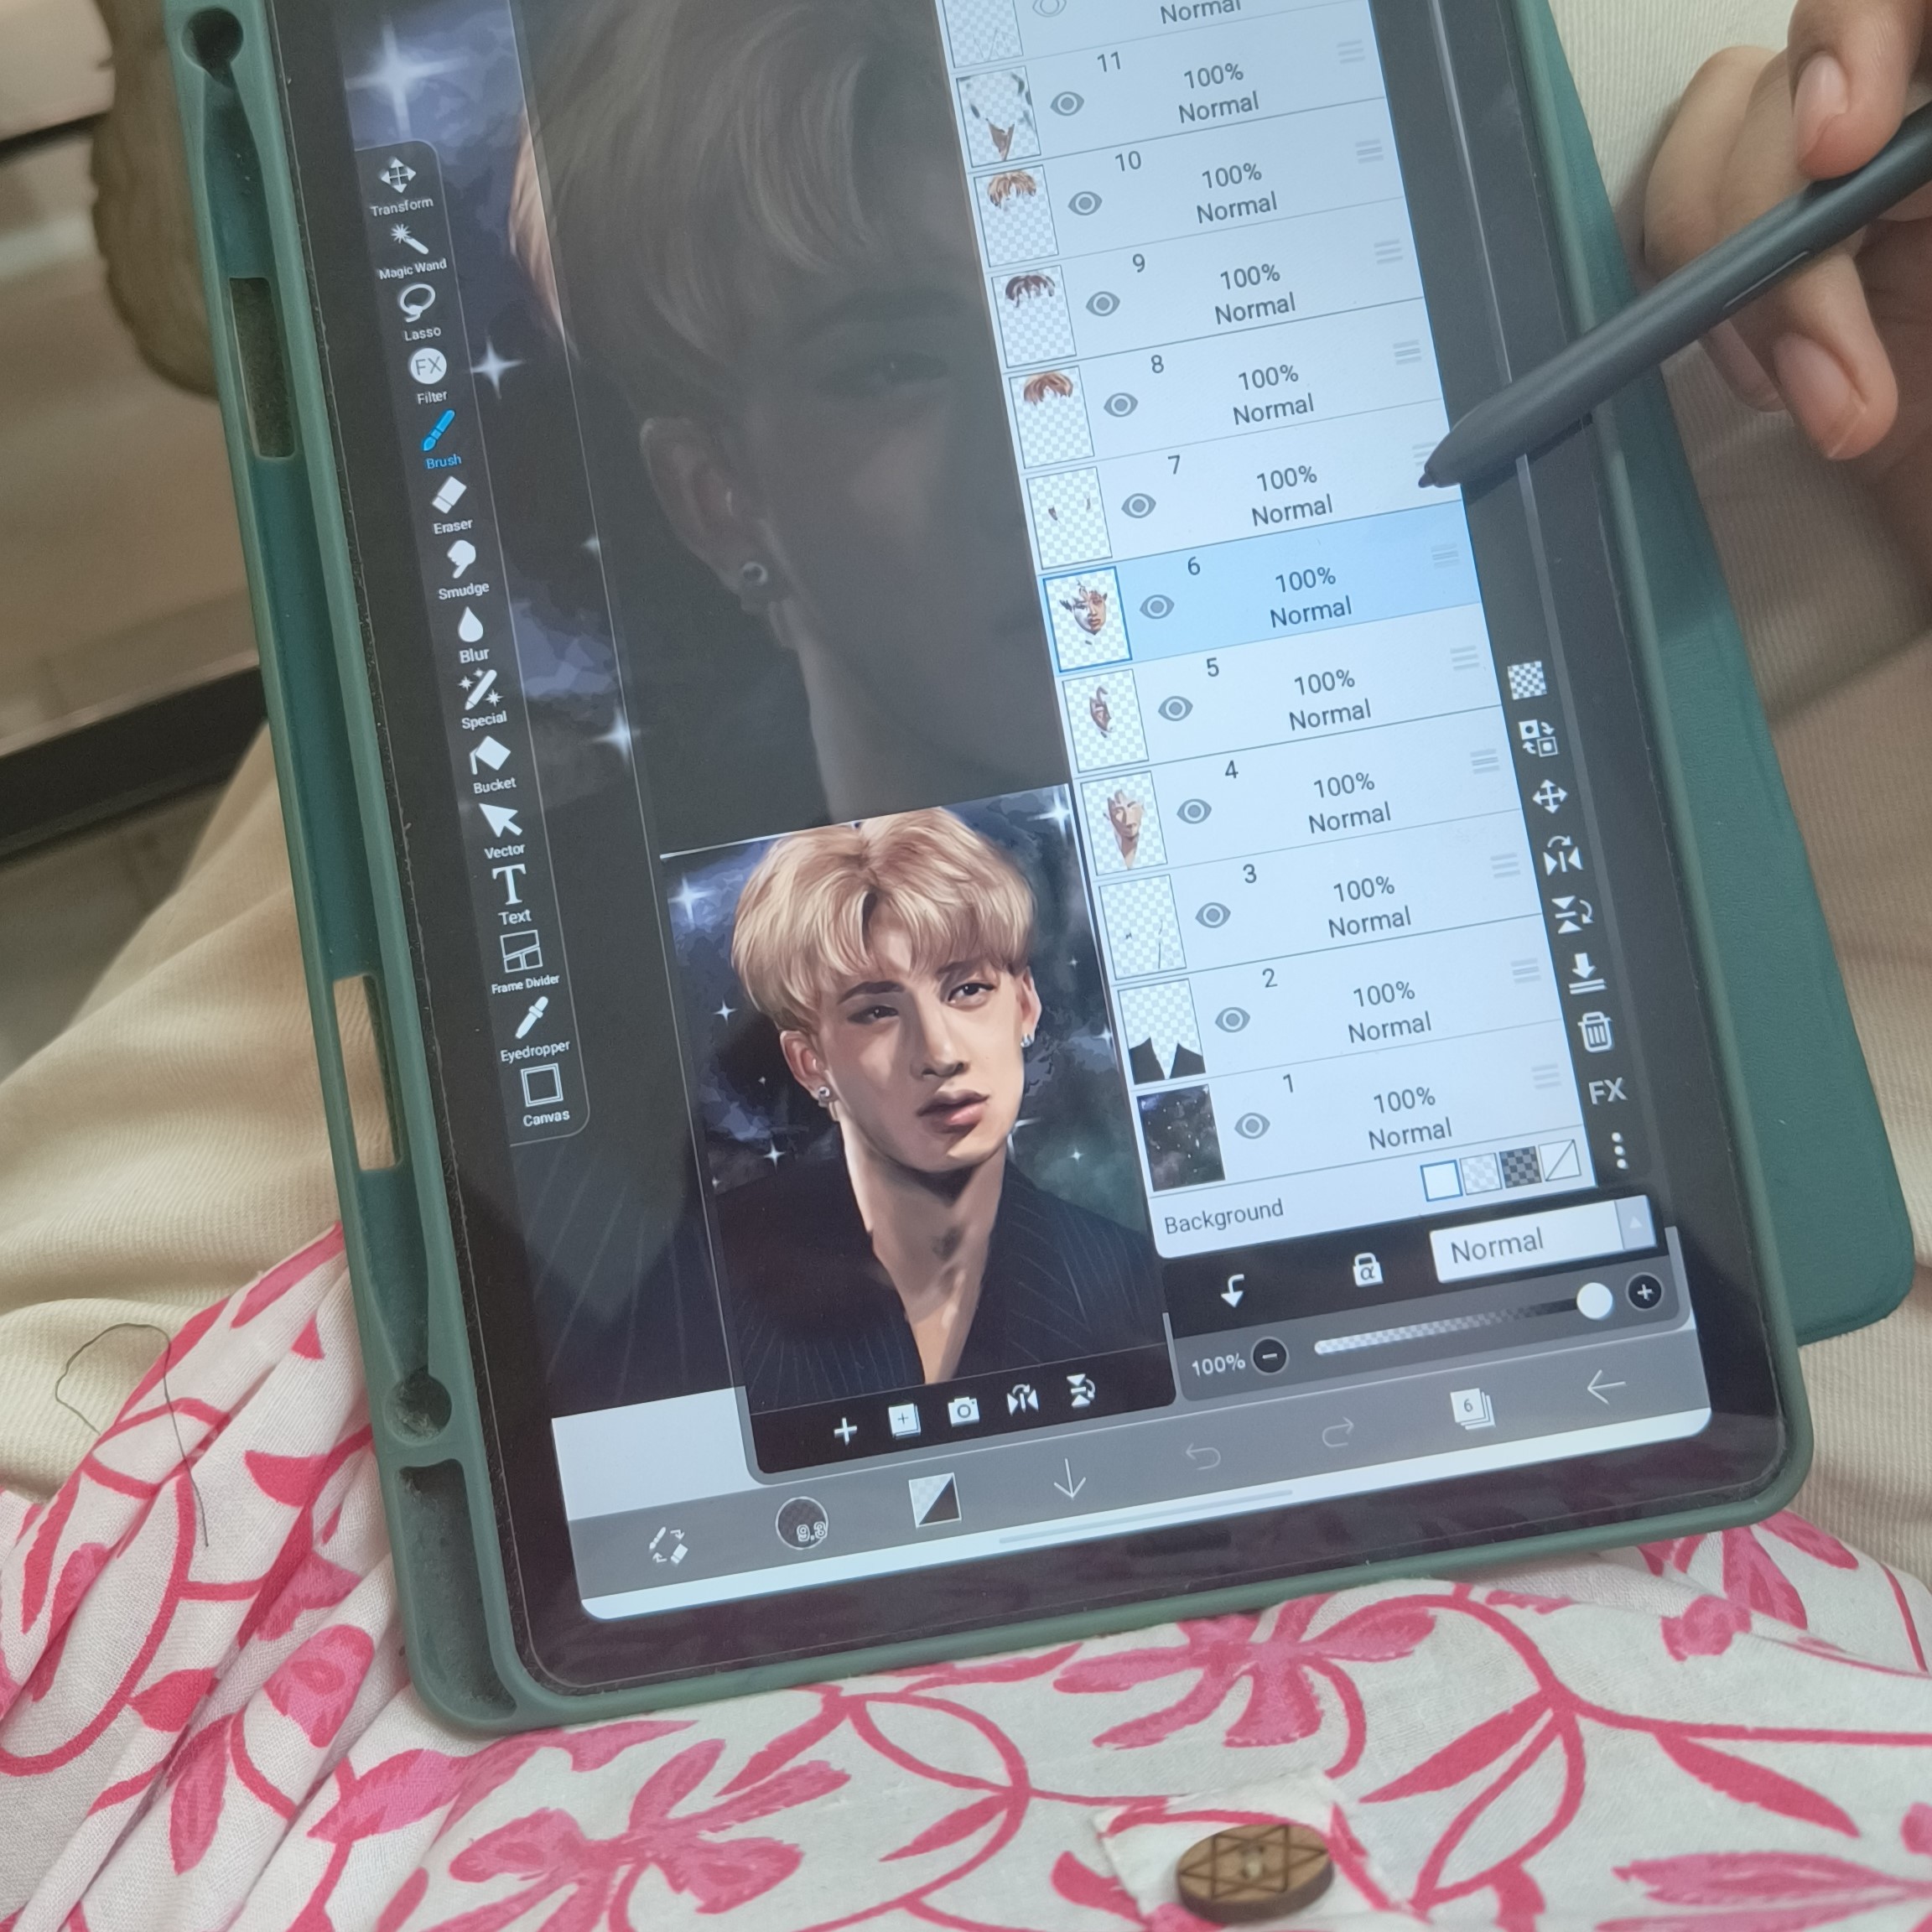 Transform
Magic Wand
Lasso
FX
Filter
Brush
Eraser
Smudge
Blur
Special
Bucket
Vector
T
Text
Frame Divider
Eyedropper
Canvas
Normal
11
100%
Normal
10
100%
Normal
9
100%
Normal
8
100%
Normal
7
100%
Normal
6
100%
Normal
5
100%
Normal
4
100%
Normal
3
100%
Normal
2
100%
Normal
1
100%
Normal
Background
FX
α
Normal
100%
6
9.3